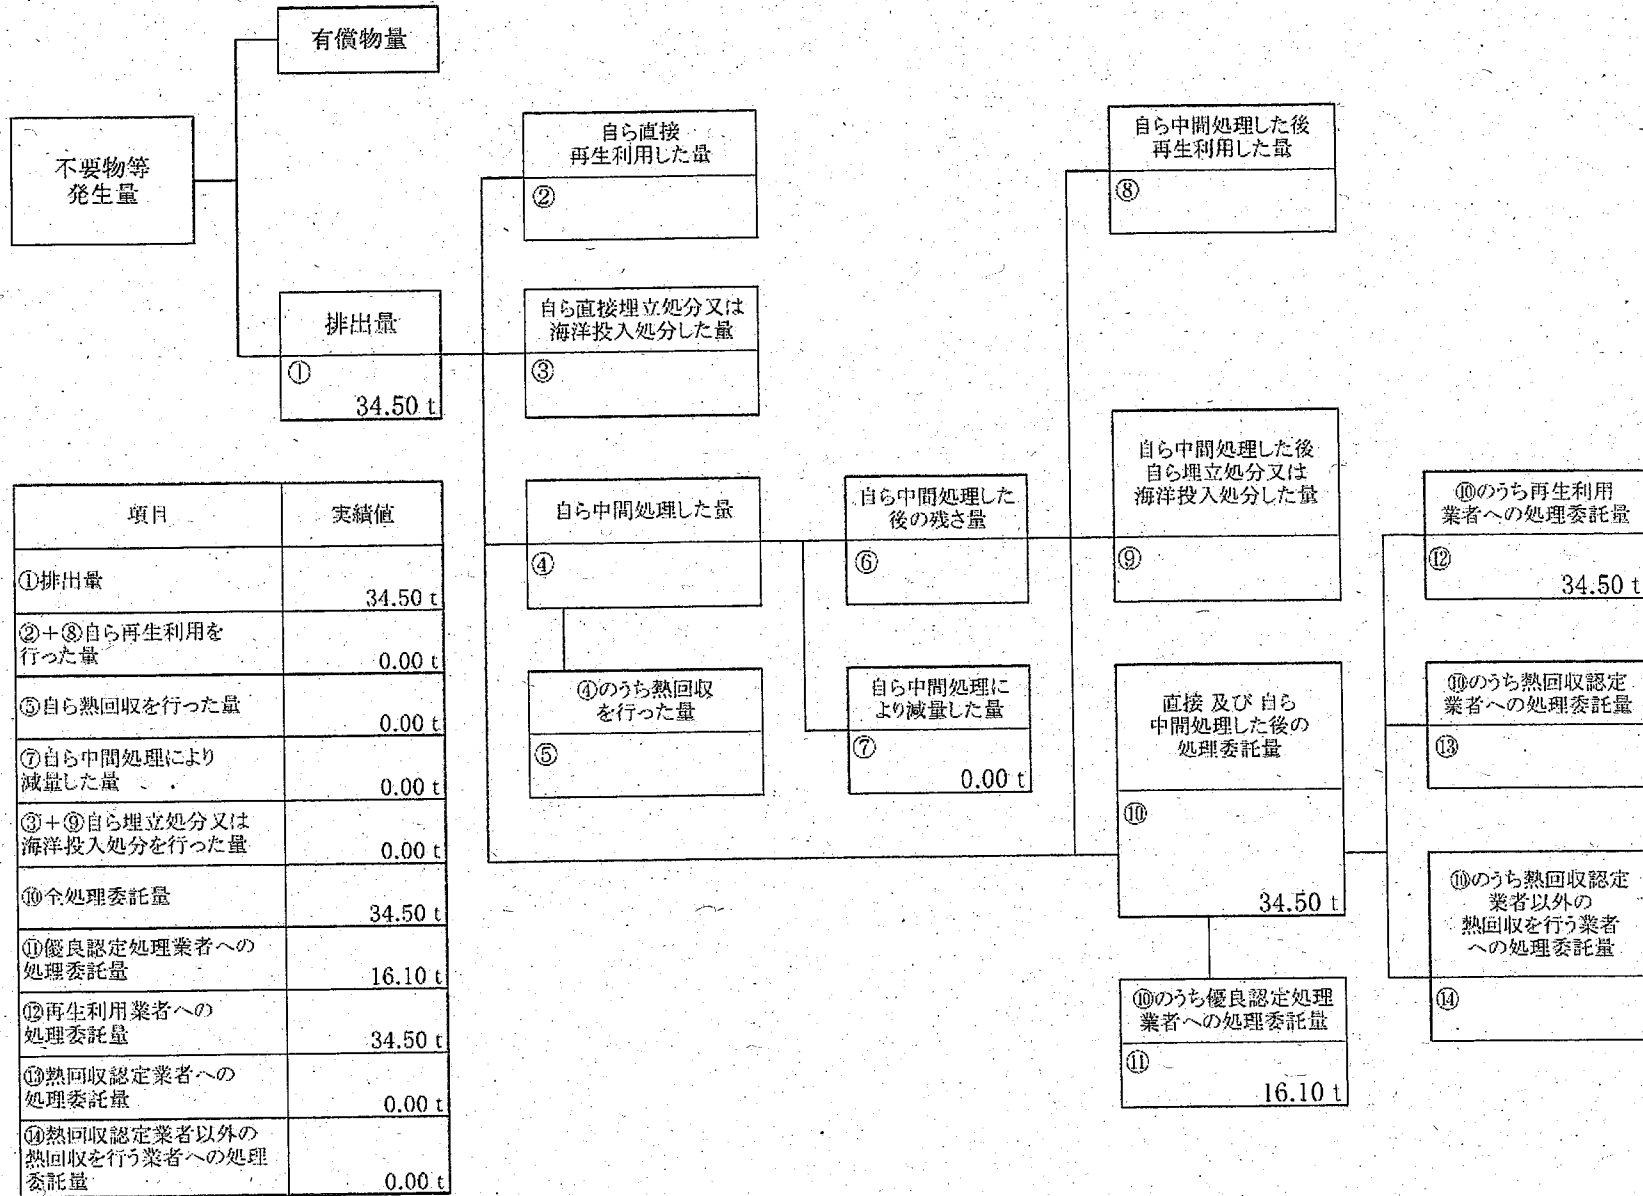 有償物量
不要物等
発生量
排出量
①
34.50 t
自ら直接
再生利用した量
②
自ら直接埋立処分又は
海洋投入処分した量
③
自ら中間処理した量
④
④のうち熱回収
を行った量
⑤
自ら中間処理した
後の残さ量
⑥
自ら中間処理に
より減量した量
⑦
0.00 t
自ら中間処理した後
再生利用した量
⑧
自ら中間処理した後
自ら埋立処分又は
海洋投入処分した量
⑨
直接 及び 自ら
中間処理した後の
処理委託量
⑩
34.50 t
⑩のうち優良認定処理
業者への処理委託量
⑪
16.10 t
⑩のうち再生利用
業者への処理委託量
⑫
34.50 t
⑩のうち熱回収認定
業者への処理委託量
⑬
⑩のうち熱回収認定
業者以外の
熱回収を行う業者
への処理委託量
⑭
項目 実績値
①排出量
34.50 t
②+⑧自ら再生利用を
行った量
0.00 t
⑤自ら熱回収を行った量
0.00 t
⑦自ら中間処理により
減量した量
0.00 t
③+⑨自ら埋立処分又は
海洋投入処分を行った量
0.00 t
⑩全処理委託量
34.50 t
⑪優良認定処理業者への
処理委託量
16.10 t
⑫再生利用業者への
処理委託量
34.50 t
⑬熱回収認定業者への
処理委託量
0.00 t
⑭熱回収認定業者以外の
熱回収を行う業者への処理
委託量
0.00 t